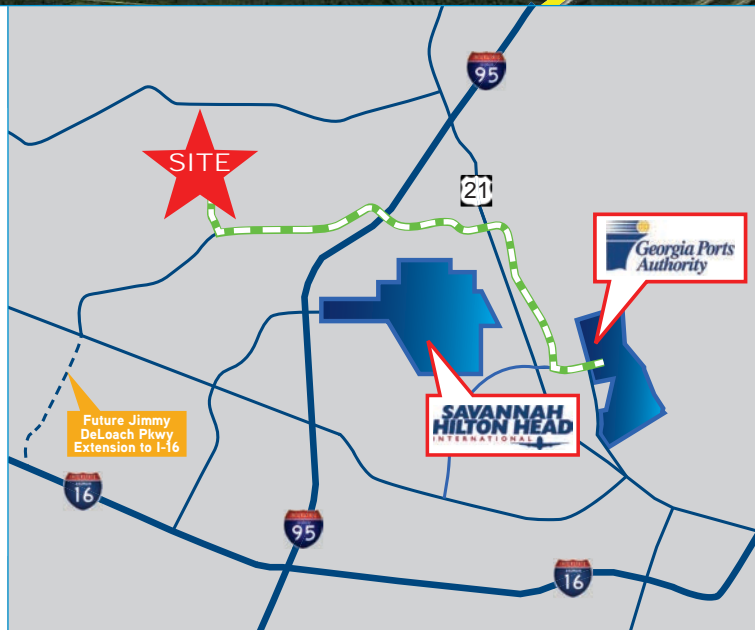 95
SITE
21
Georgia Ports
Authority
SAVANNAH
HILTON HEAD
INTERNATIONAL
Future Jimmy
DeLoach Pkwy
Extension to I-16
16
95
16